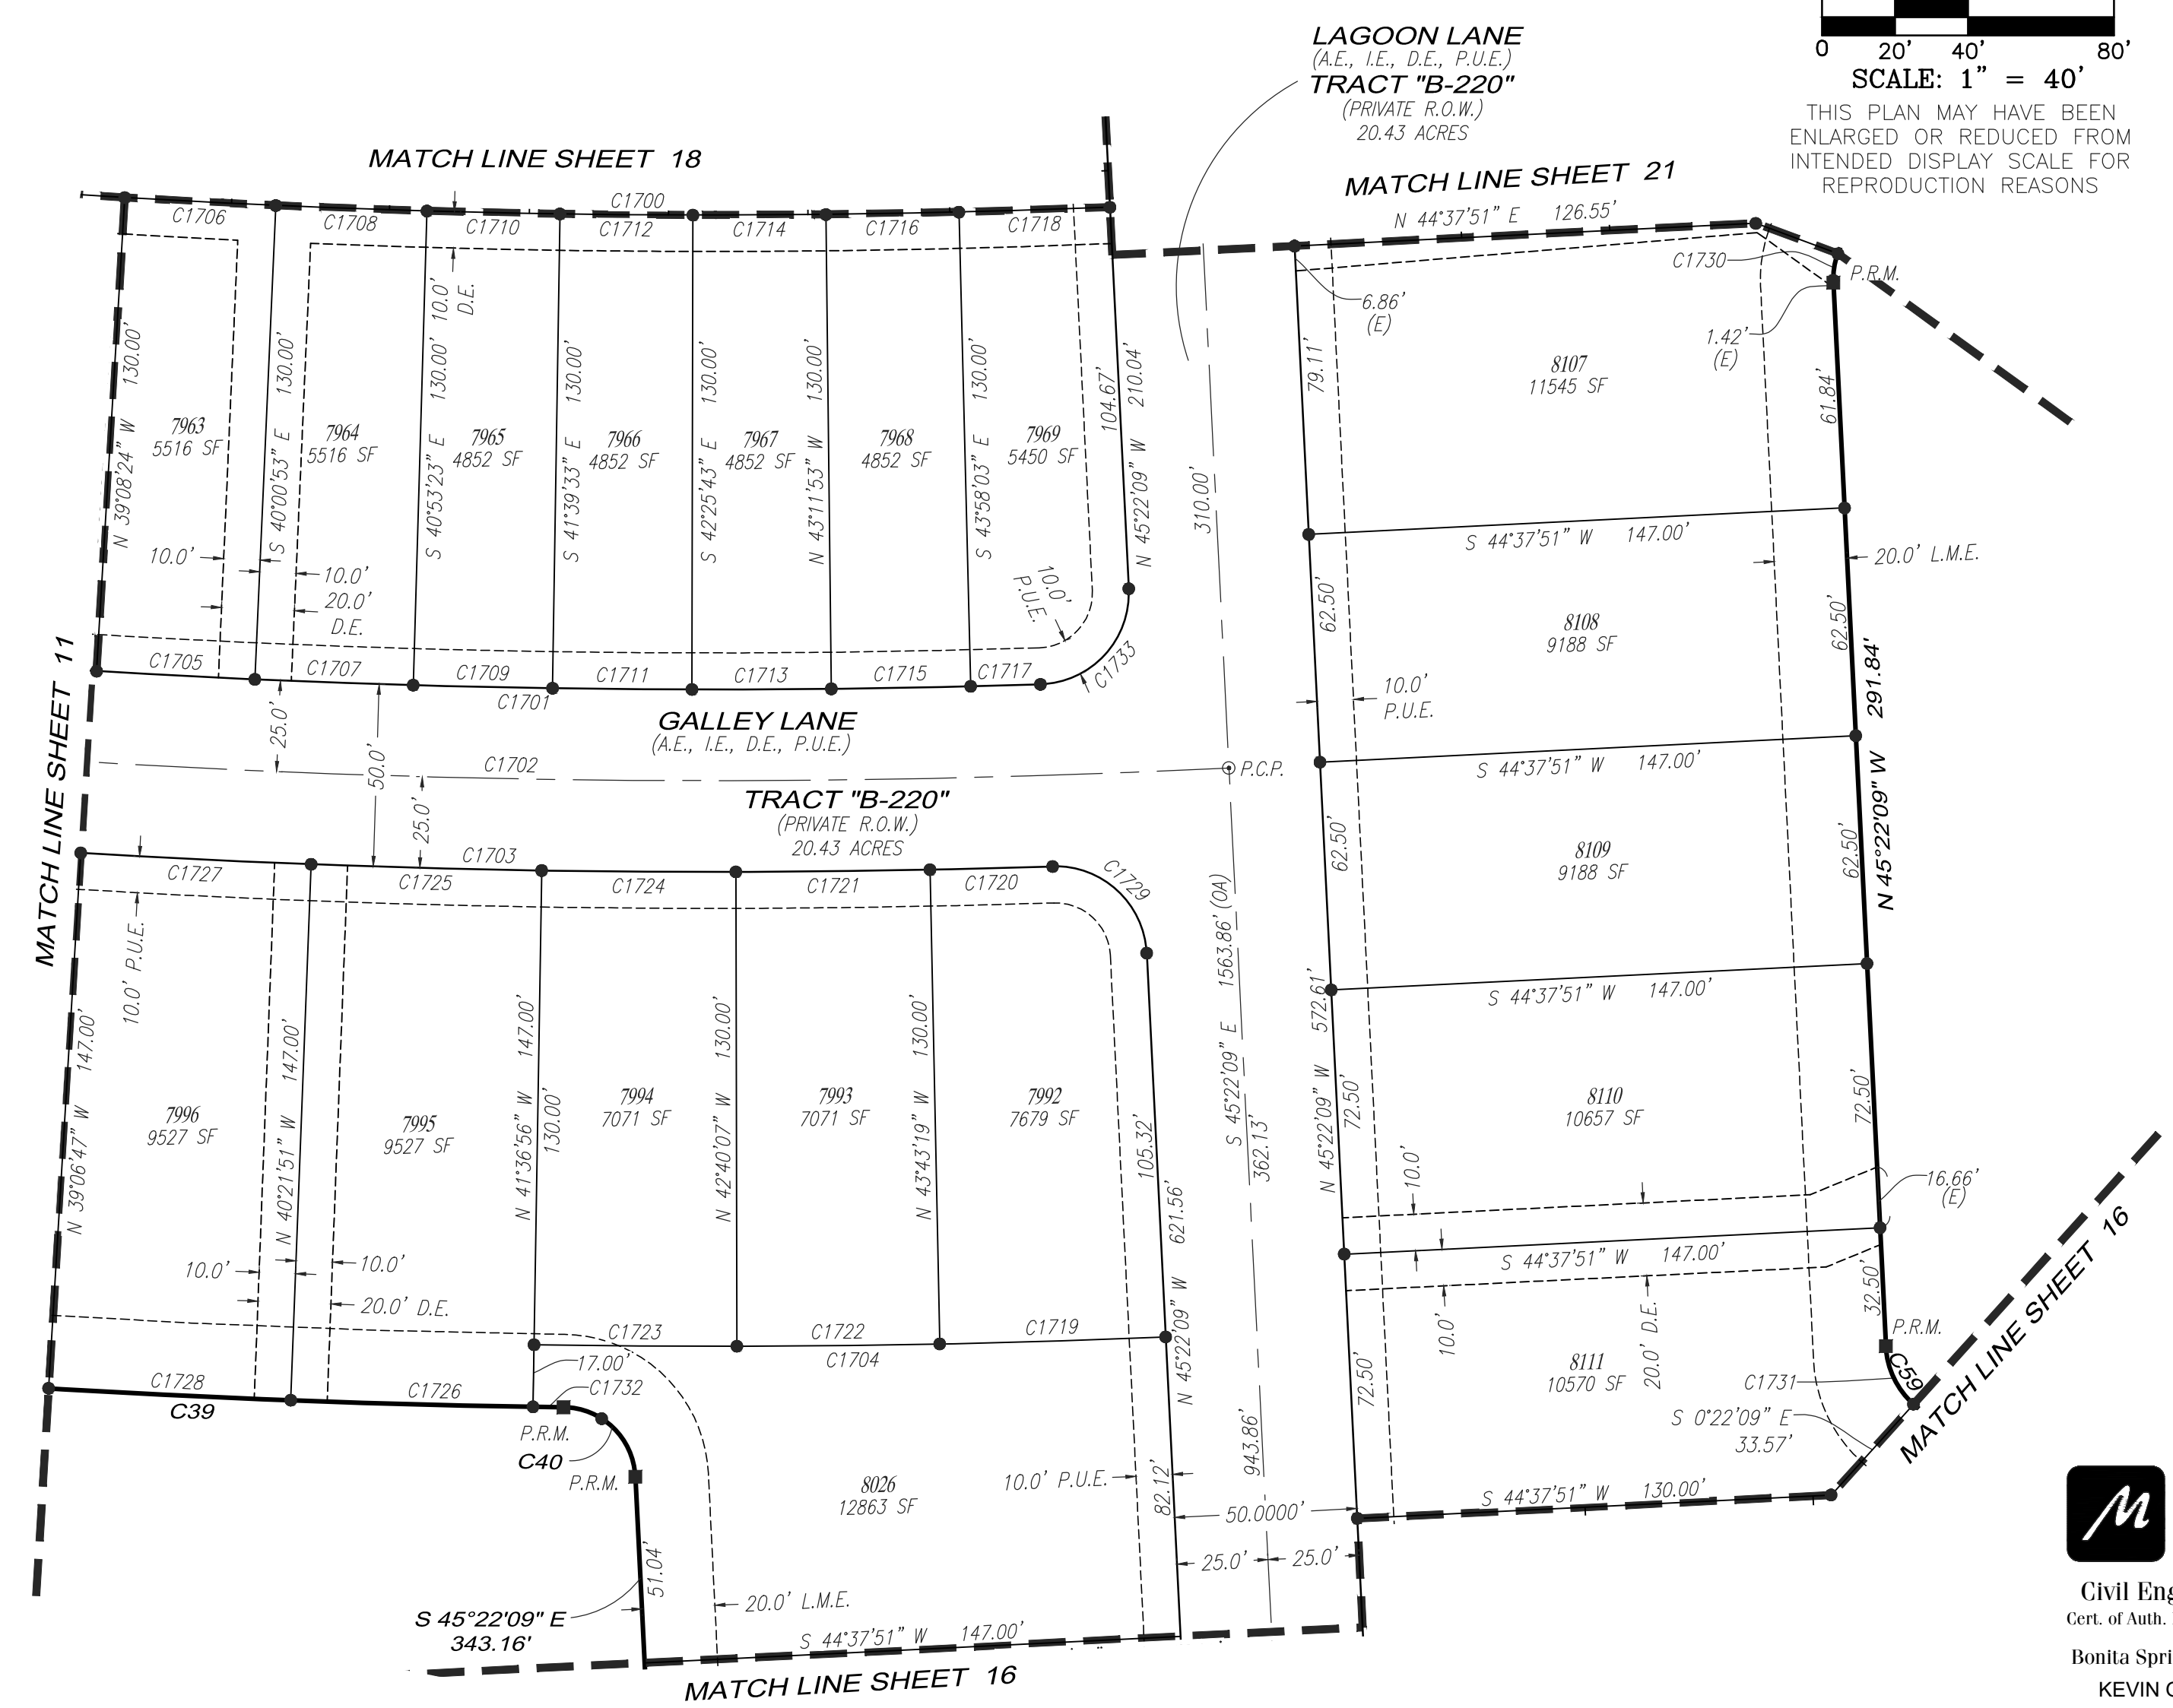 LAGOON LANE
(A.E., I.E., D.E., P.U.E.)
TRACT "B-220"
(PRIVATE R.O.W.)
20.43 ACRES
0 20' 40' 80'
SCALE: 1" = 40'
THIS PLAN MAY HAVE BEEN
ENLARGED OR REDUCED FROM
INTENDED DISPLAY SCALE FOR
REPRODUCTION REASONS
MATCH LINE SHEET 18
MATCH LINE SHEET 21
N 44°37'51" E 126.55'
C1700
C1706
C1708
C1710
C1712
C1714
C1716
C1718
C1730
P.R.M.
6.86'
(E)
1.42'
(E)
10.0'
D.E.
N 39°08'24" W 130.00'
7963
5516 SF
S 40°00'53" E 130.00'
7964
5516 SF
S 40°53'23" E 130.00'
7965
4852 SF
S 41°39'33" E 130.00'
7966
4852 SF
S 42°25'43" E 130.00'
7967
4852 SF
N 43°11'53" W 130.00'
7968
4852 SF
S 43°58'03" E 130.00'
7969
5450 SF
104.67'
N 45°22'09" W 210.04'
310.00'
79.11'
8107
11545 SF
61.84'
10.0'
10.0'
20.0'
D.E.
10.0'
P.U.E.
S 44°37'51" W 147.00'
20.0' L.M.E.
62.50'
8108
9188 SF
62.50'
291.84'
N 45°22'09" W
10.0'
P.U.E.
MATCH LINE SHEET 11
C1705
C1707
C1709
C1711
C1713
C1715
C1717
C1733
C1701
25.0'
50.0'
25.0'
GALLEY LANE
(A.E., I.E., D.E., P.U.E.)
C1702
P.C.P.
TRACT "B-220"
(PRIVATE R.O.W.)
20.43 ACRES
S 44°37'51" W 147.00'
62.50'
8109
9188 SF
62.50'
C1703
C1727
C1725
C1724
C1721
C1720
C1729
10.0' P.U.E.
S 45°22'09" E 1563.86' (OA)
362.13'
N 45°22'09" W 572.61'
S 44°37'51" W 147.00'
N 39°06'47" W 147.00'
7996
9527 SF
N 40°21'51" W 147.00'
7995
9527 SF
N 41°36'56" W 147.00'
130.00'
7994
7071 SF
N 42°40'07" W 130.00'
7993
7071 SF
N 43°43'19" W 130.00'
7992
7679 SF
105.32'
N 45°22'09" W 621.56'
72.50'
8110
10657 SF
72.50'
10.0'
16.66'
(E)
10.0'
10.0'
20.0' D.E.
S 44°37'51" W 147.00'
32.50'
10.0'
20.0' D.E.
P.R.M.
C59
C1731
MATCH LINE SHEET 16
C1723
C1722
C1719
C1704
17.00'
C1732
C1728
C1726
C39
P.R.M.
C40
P.R.M.
72.50'
8111
10570 SF
S 0°22'09" E
33.57'
943.86'
8026
12863 SF
10.0' P.U.E.
82.12'
50.0000'
25.0' 25.0'
S 44°37'51" W 130.00'
51.04'
20.0' L.M.E.
S 45°22'09" E
343.16'
S 44°37'51" W 147.00'
MATCH LINE SHEET 16
M
Civil Eng
Cert. of Auth.
Bonita Spri
KEVIN